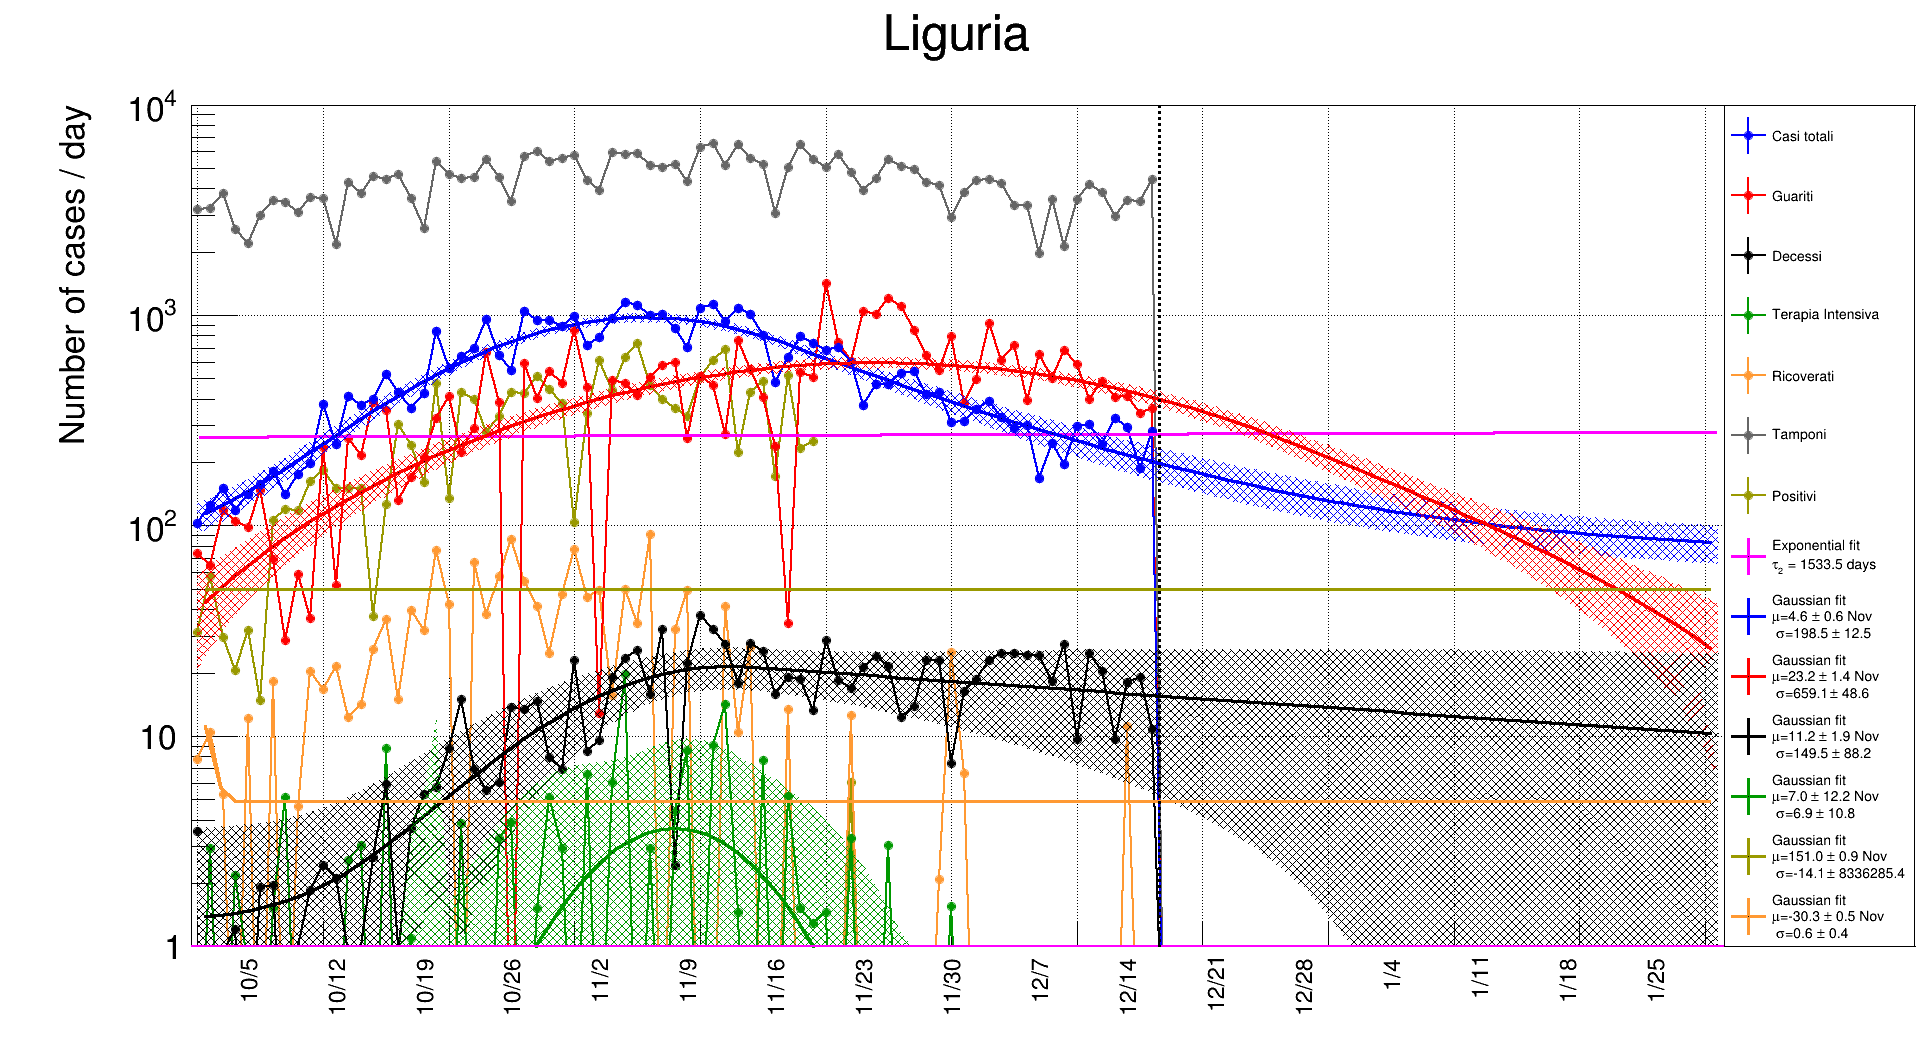 Liguria
Number of cases / day
10⁴
10³
10²
10
1
10/5
10/12
10/19
10/26
11/2
11/9
11/16
11/23
11/30
12/7
12/14
12/21
12/28
1/4
1/11
1/18
1/25
Casi totali
Guariti
Decessi
Terapia Intensiva
Ricoverati
Tamponi
Positivi
Exponential fit
τ₂ = 1533.5 days
Gaussian fit
μ=4.6 ± 0.6 Nov
σ=198.5 ± 12.5
Gaussian fit
μ=23.2 ± 1.4 Nov
σ=659.1 ± 48.6
Gaussian fit
μ=11.2 ± 1.9 Nov
σ=149.5 ± 88.2
Gaussian fit
μ=7.0 ± 12.2 Nov
σ=6.9 ± 10.8
Gaussian fit
μ=151.0 ± 0.9 Nov
σ=-14.1 ± 8336285.4
Gaussian fit
μ=-30.3 ± 0.5 Nov
σ=0.6 ± 0.4